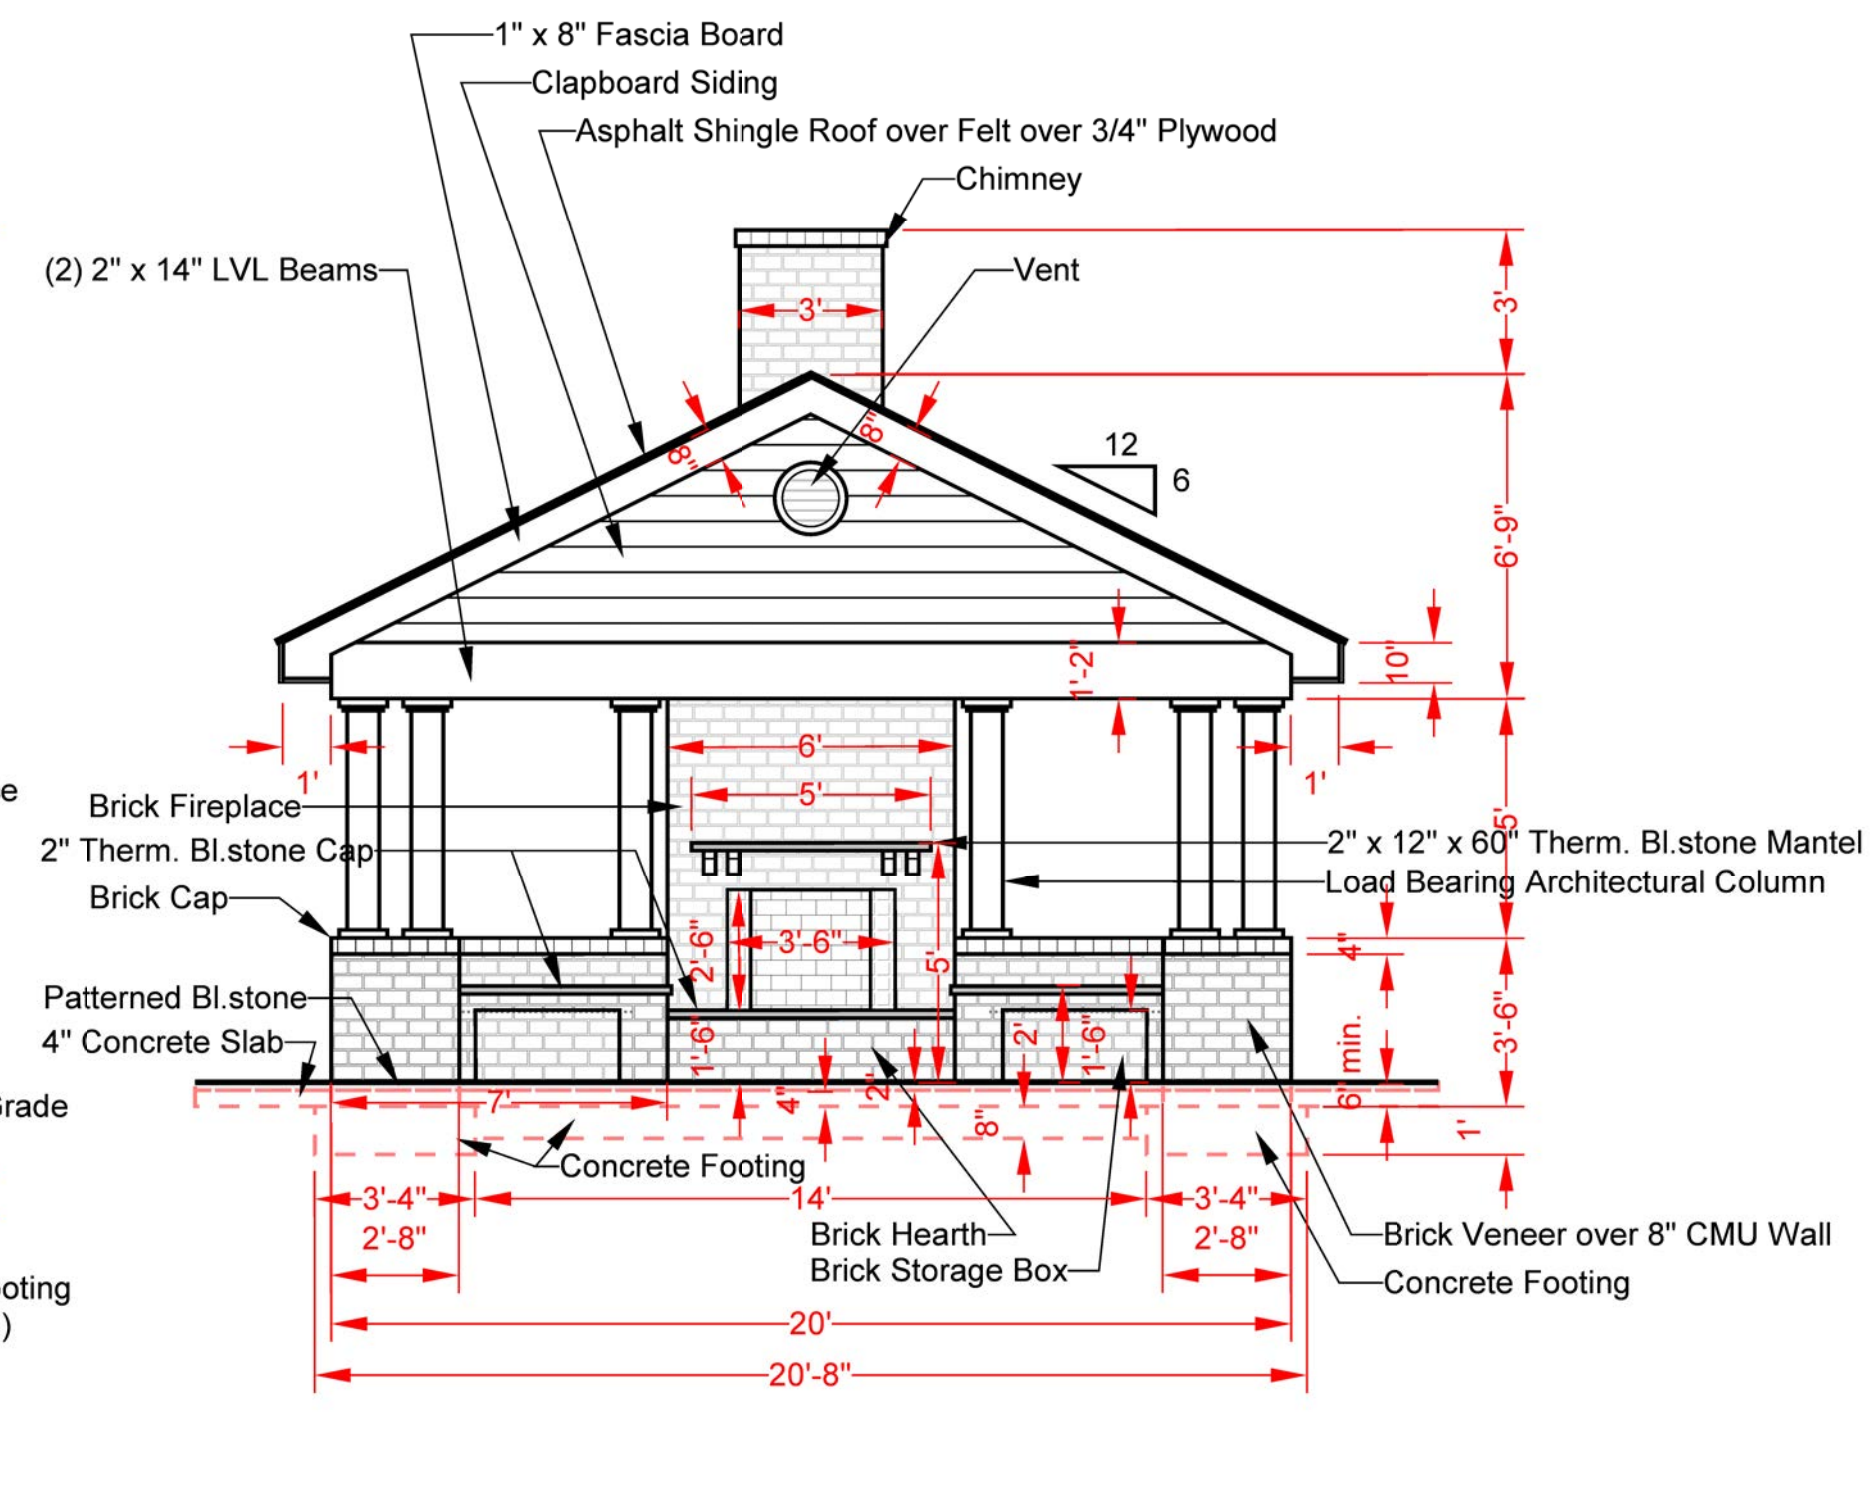 1" x 8" Fascia Board
Clapboard Siding
Asphalt Shingle Roof over Felt over 3/4" Plywood
Chimney
(2) 2" x 14" LVL Beams
Vent
3'
3'
8"
8"
12
6
6'-9"
1'-2"
10"
6'
1'
1'
e
Brick Fireplace
5'
5'
2" Therm. Bl.stone Cap
2" x 12" x 60" Therm. Bl.stone Mantel
Brick Cap
Load Bearing Architectural Column
2'-6"
3'-6"
5'
4"
Patterned Bl.stone
4" Concrete Slab
1'-6"
2'
1'-6"
6" min.
3'-6"
rade
7'
4"
2"
8"
1'
Concrete Footing
3'-4"
14'
3'-4"
2'-8"
Brick Hearth
2'-8"
Brick Veneer over 8" CMU Wall
Brick Storage Box
Concrete Footing
oting
)
20'
20'-8"